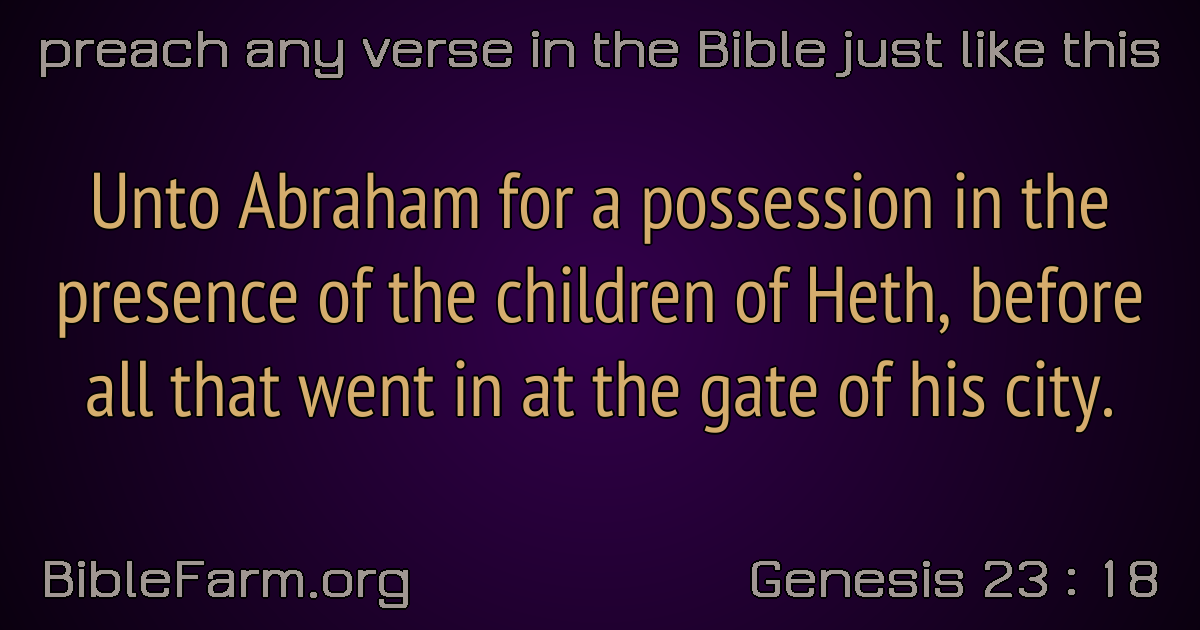 preach any verse in the Bible just like this
Unto Abraham for a possession in the
presence of the children of Heth, before
all that went in at the gate of his city.
BibleFarm.org
Genesis 23 : 18